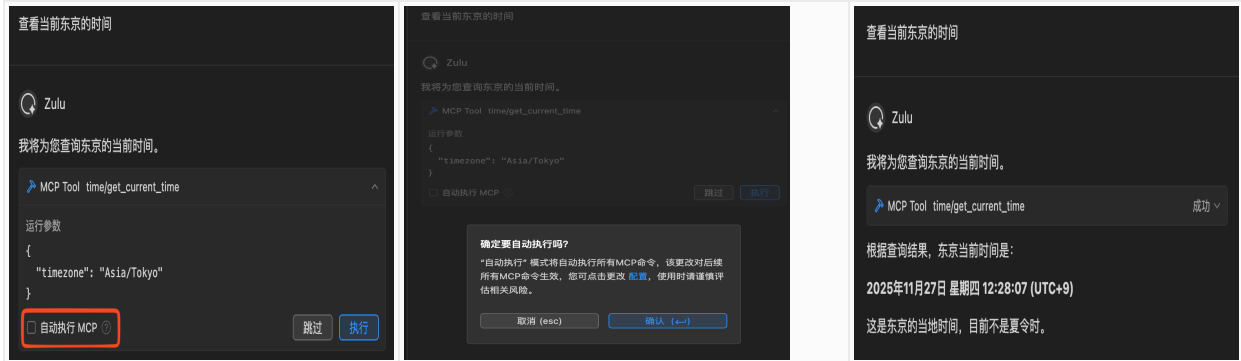 查看当前东京的时间
Zulu
我将为您查询东京的当前时间。
MCP Tool time/get_current_time
运行参数
{
"timezone": "Asia/Tokyo"
}
自动执行 MCP ?
跳过
执行
查看当前东京的时间
Zulu
我将为您查询东京的当前时间。
MCP Tool time/get_current_time
运行参数
{
"timezone": "Asia/Tokyo"
}
自动执行 MCP ?
跳过
执行
确定要自动执行吗?
“自动执行” 模式将自动执行所有MCP命令，该更改对后续
所有MCP命令生效，您可点击更改 配置，使用时请谨慎评
估相关风险。
取消 (esc)
确认 (↵)
查看当前东京的时间
Zulu
我将为您查询东京的当前时间。
MCP Tool time/get_current_time
成功
根据查询结果，东京当前时间是：
2025年11月27日 星期四 12:28:07 (UTC+9)
这是东京的当地时间，目前不是夏令时。